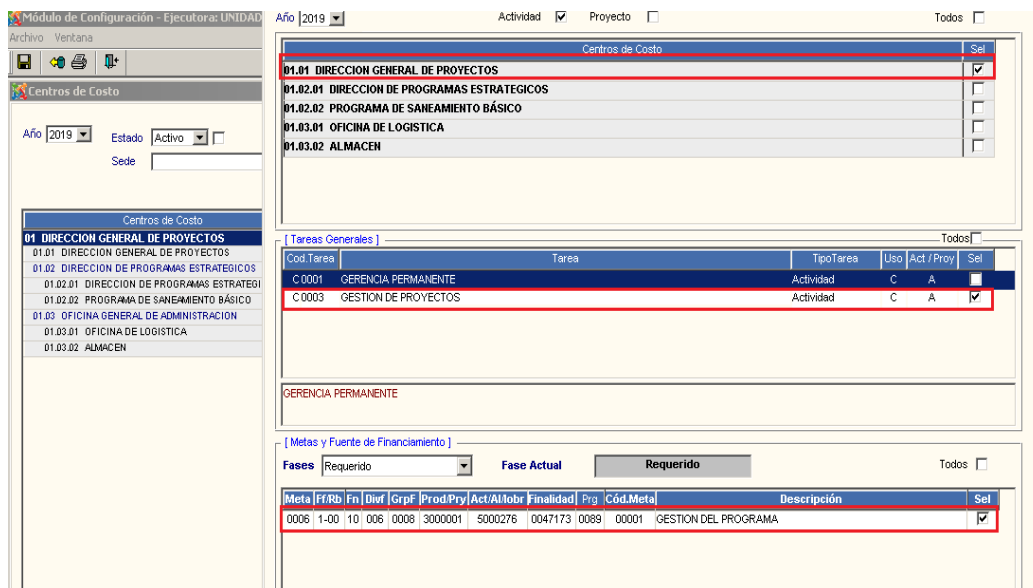 Módulo de Configuración - Ejecutora: UNIDAD
Archivo Ventana
Centros de Costo
Año 2019 Estado Activo
Sede
Centros de Costo
01 DIRECCION GENERAL DE PROYECTOS
01.01 DIRECCION GENERAL DE PROYECTOS
01.02 DIRECCION DE PROGRAMAS ESTRATEGICOS
01.02.01 DIRECCION DE PROGRAMAS ESTRATEGI
01.02.02 PROGRAMA DE SANEAMIENTO BÁSICO
01.03 OFICINA GENERAL DE ADMINISTRACION
01.03.01 OFICINA DE LOGISTICA
01.03.02 ALMACEN
Año 2019 Actividad Proyecto Todos
Centros de Costo Sel
01.01 DIRECCION GENERAL DE PROYECTOS
01.02.01 DIRECCION DE PROGRAMAS ESTRATEGICOS
01.02.02 PROGRAMA DE SANEAMIENTO BÁSICO
01.03.01 OFICINA DE LOGISTICA
01.03.02 ALMACEN
[ Tareas Generales ] Todos
Cod.Tarea Tarea TipoTarea Uso Act / Proy Sel
C 0001 GERENCIA PERMANENTE Actividad C A
C 0003 GESTION DE PROYECTOS Actividad C A
GERENCIA PERMANENTE
[ Metas y Fuente de Financiamiento ]
Fases Requerido Fase Actual Requerido Todos
Meta Ff/Rb Fn Divf GrpF Prod/Pry Act/AI/Iobr Finalidad Prg Cód.Meta Descripción Sel
0006 1-00 10 006 0008 3000001 5000276 0047173 0089 00001 GESTION DEL PROGRAMA